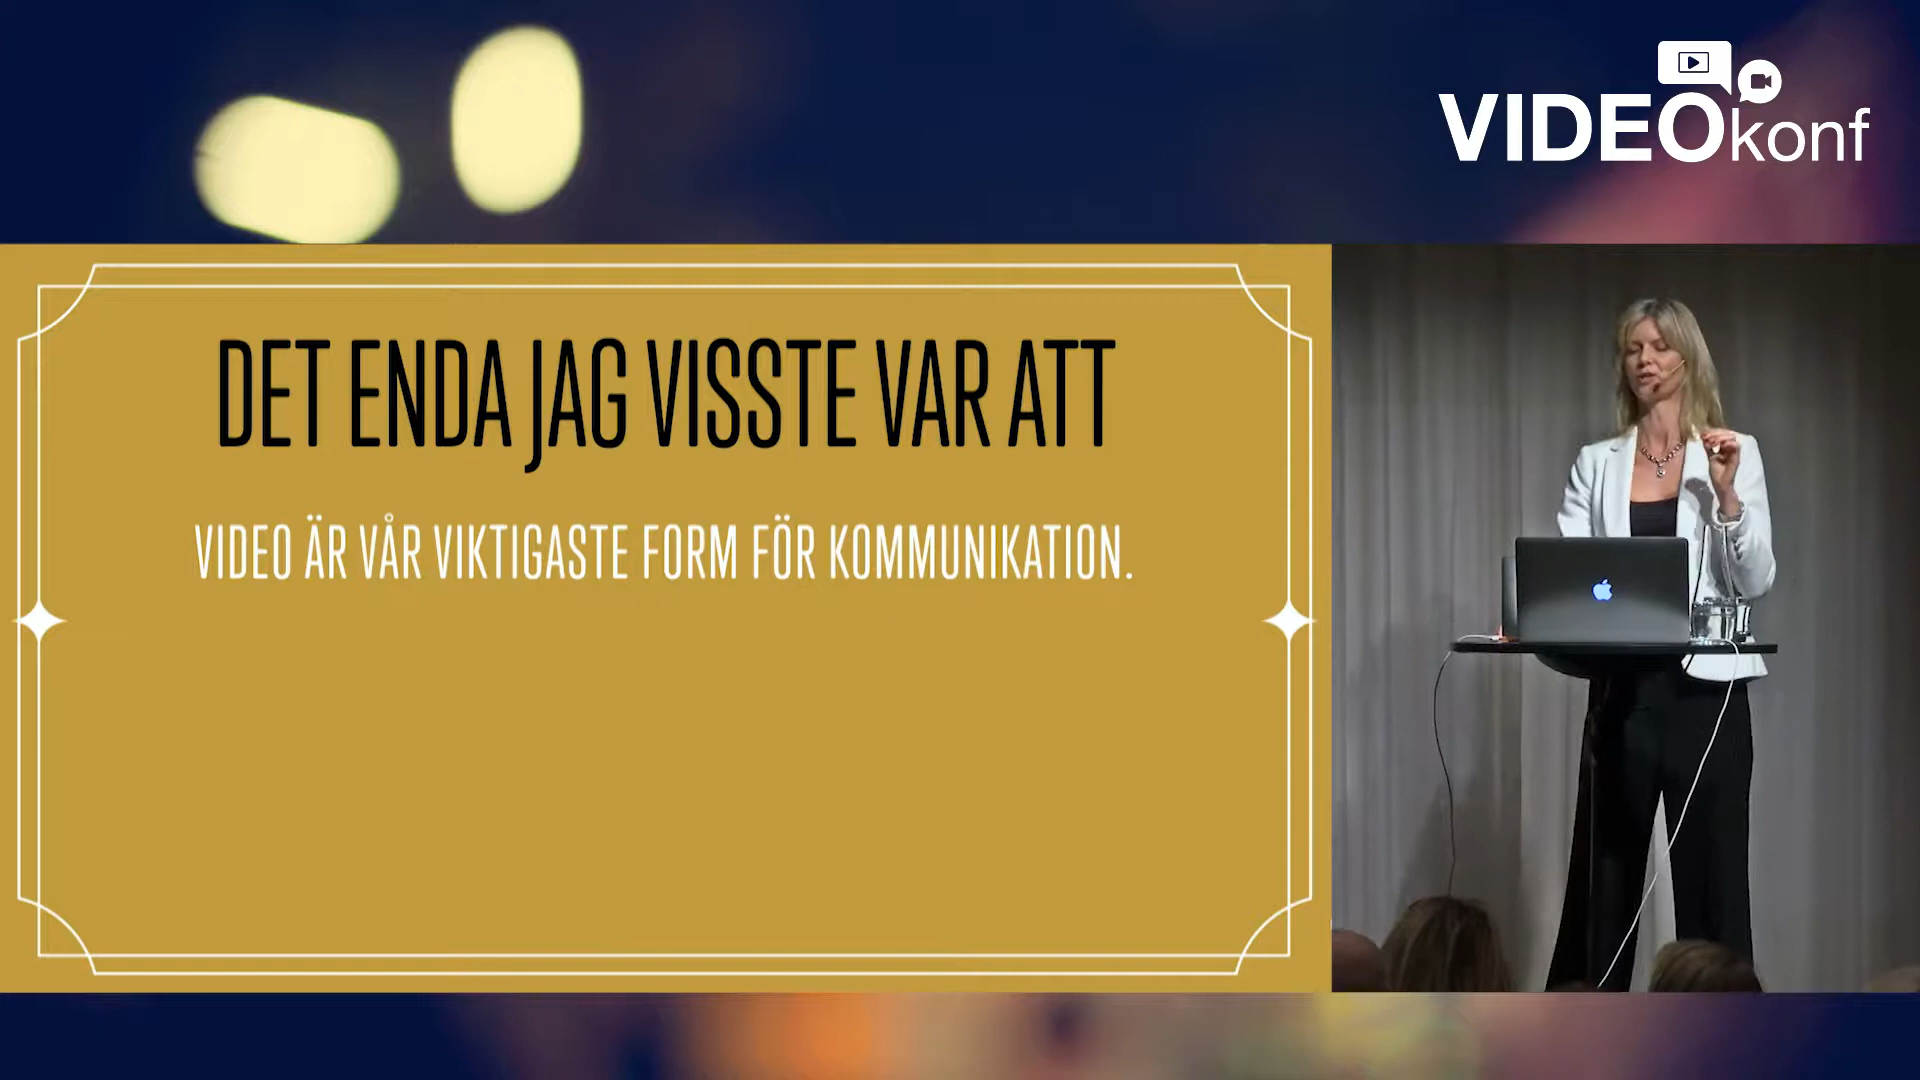 VIDEOkonf
DET ENDA JAG VISSTE VAR ATT
VIDEO ÄR VÅR VIKTIGASTE FORM FÖR KOMMUNIKATION.